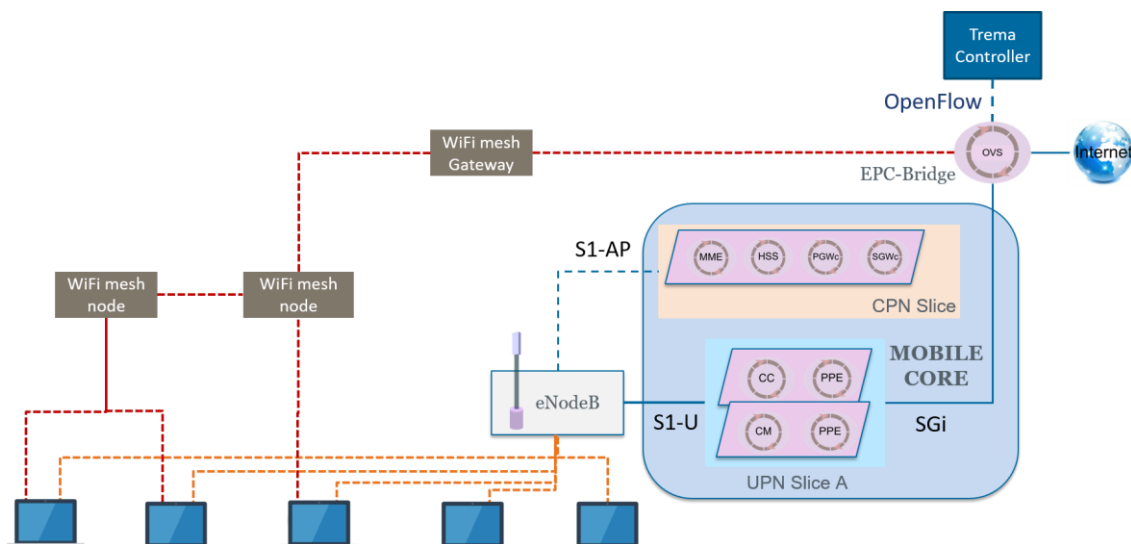 Trema
Controller
OpenFlow
WiFi mesh
Gateway
OVS
Internet
EPC-Bridge
S1-AP
MME
HSS
PGWc
SGWc
CPN Slice
WiFi mesh
node
WiFi mesh
node
MOBILE
CORE
CC
PPE
eNodeB
S1-U
SGi
CM
PPE
UPN Slice A